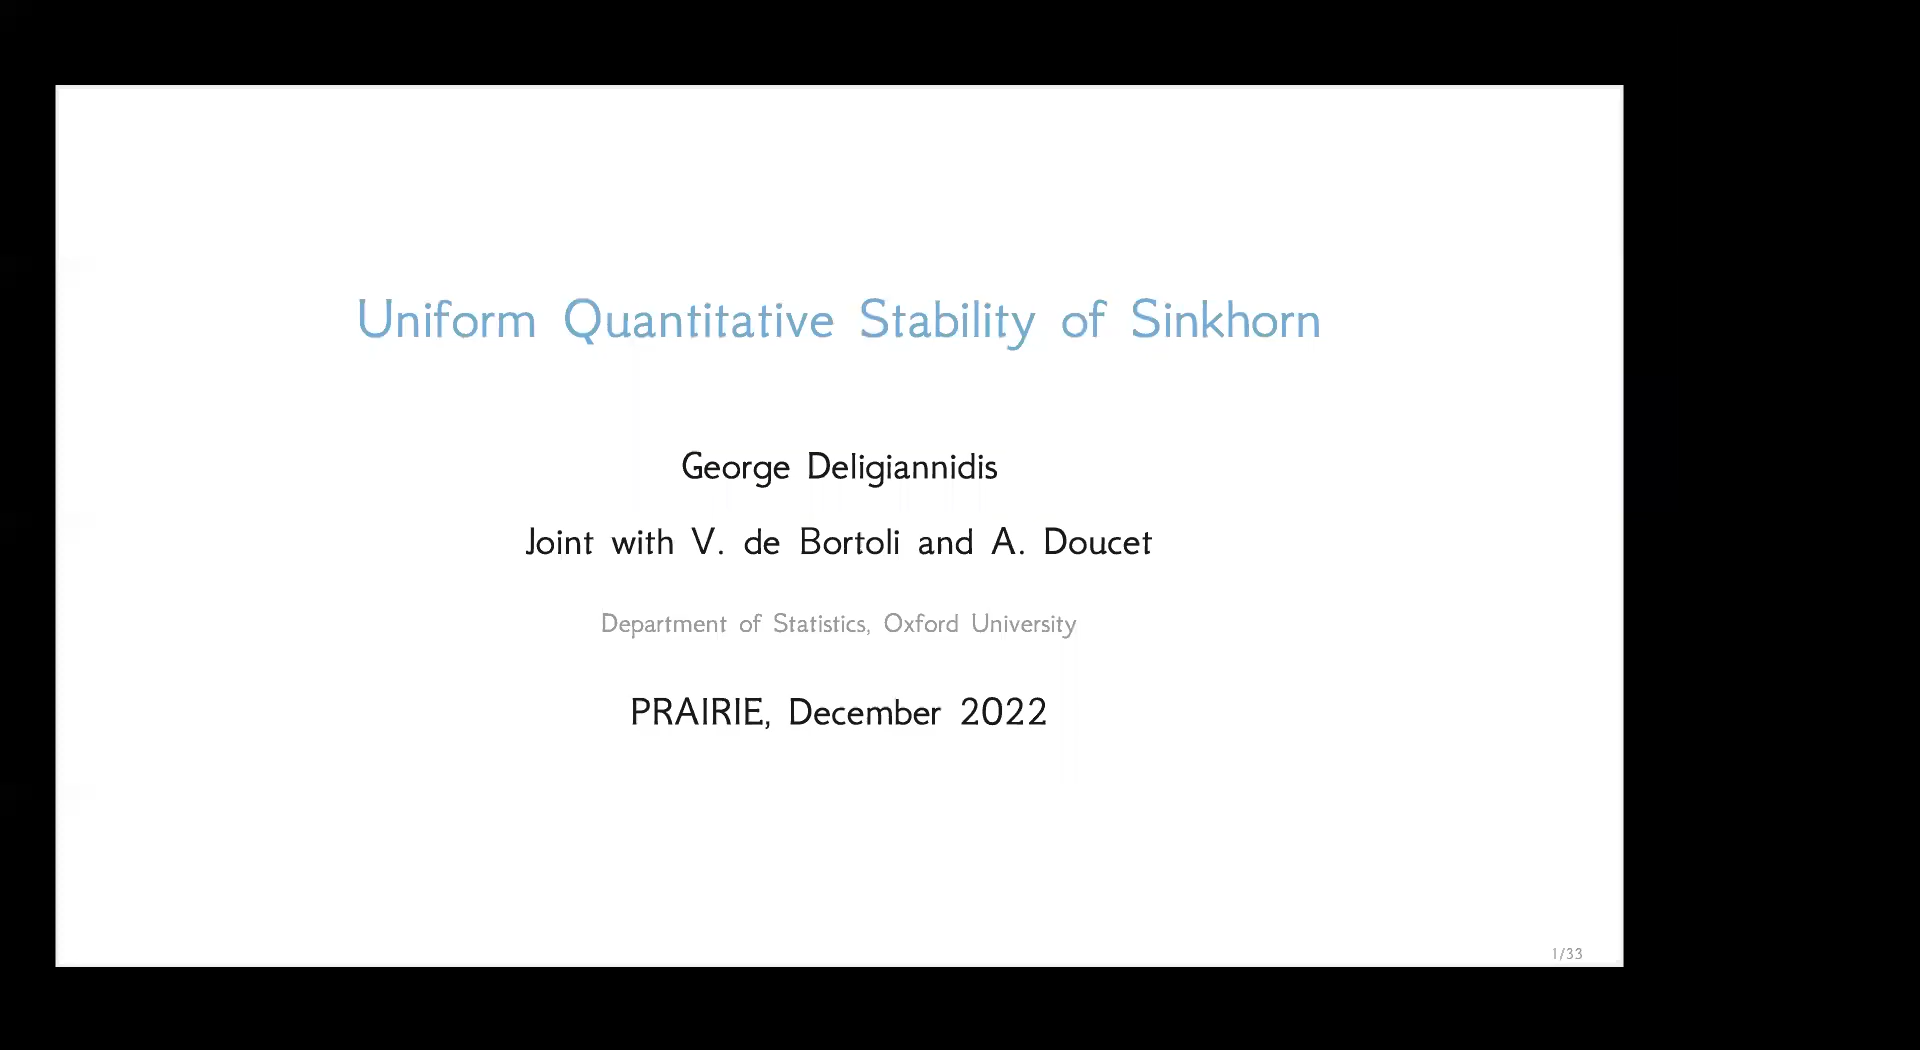 Uniform Quantitative Stability of Sinkhorn
George Deligiannidis
Joint with V. de Bortoli and A. Doucet
Department of Statistics, Oxford University
PRAIRIE, December 2022
1/33